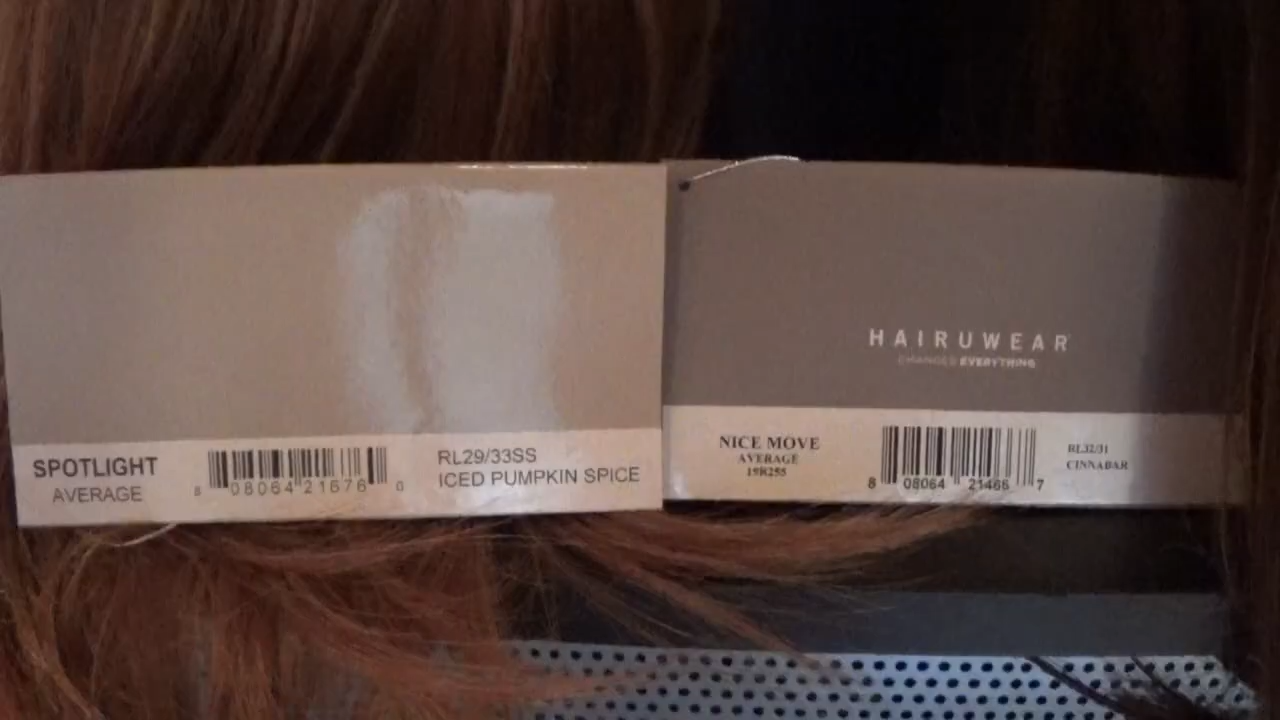 SPOTLIGHT
AVERAGE
8 08064 21676 0
RL29/33SS
ICED PUMPKIN SPICE
HAIRUWEAR
CHANGES EVERYTHING
NICE MOVE
AVERAGE
15R255
8 08064 21466 7
RL32/31
CINNABAR